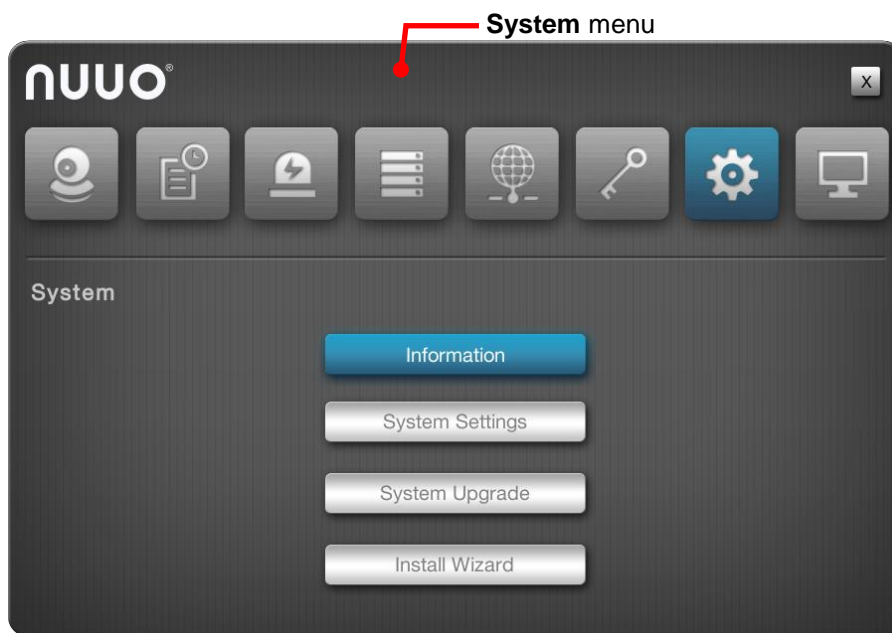 System menu
nuuo®
X
System
Information
System Settings
System Upgrade
Install Wizard